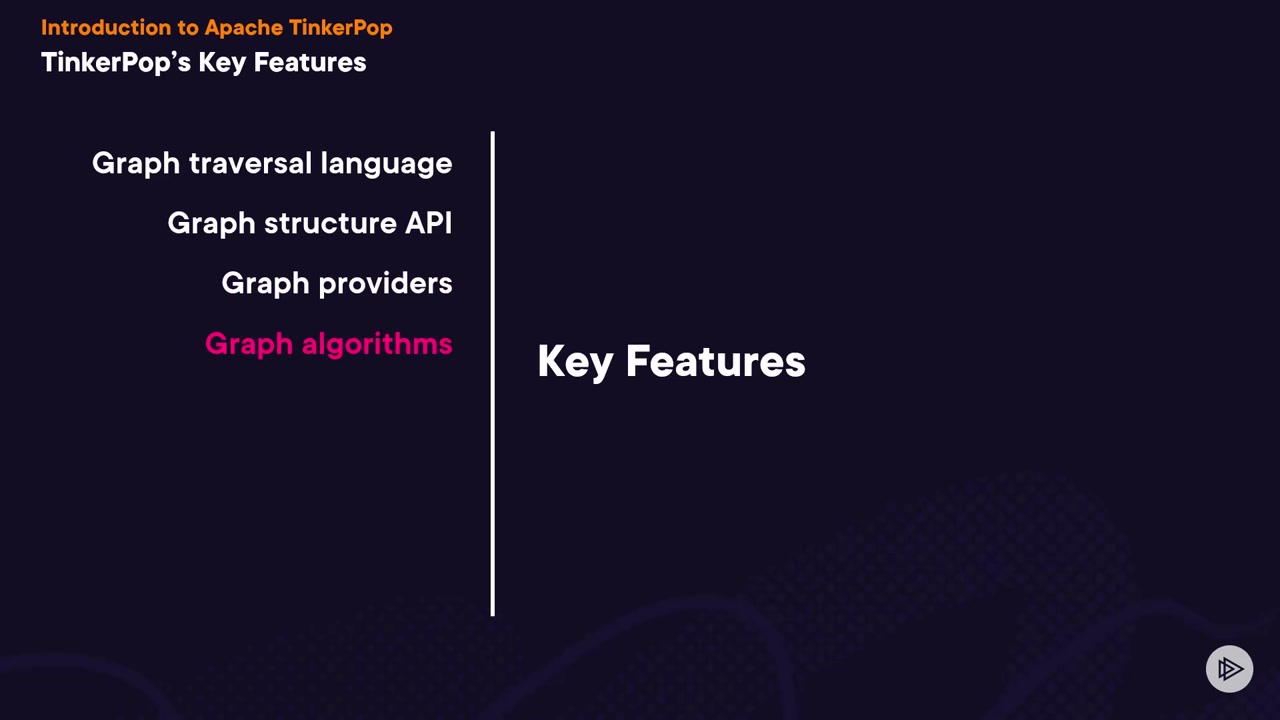 Introduction to Apache TinkerPop
TinkerPop’s Key Features
Graph traversal language
Graph structure API
Graph providers
Graph algorithms
Key Features